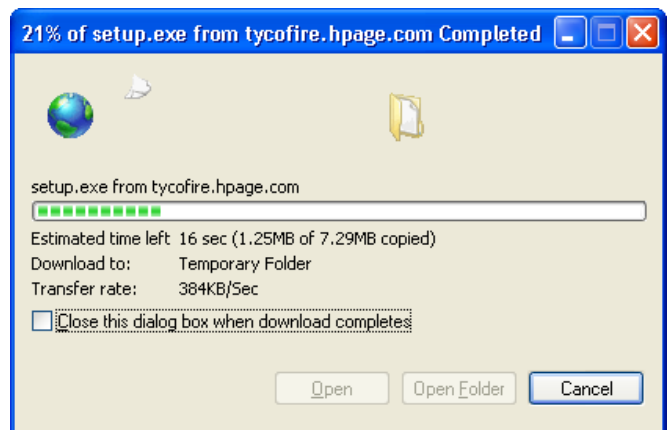 21% of setup.exe from tycofire.hpage.com Completed
setup.exe from tycofire.hpage.com
Estimated time left 16 sec (1.25MB of 7.29MB copied)
Download to: Temporary Folder
Transfer rate: 384KB/Sec
Close this dialog box when download completes
Open Open Folder Cancel